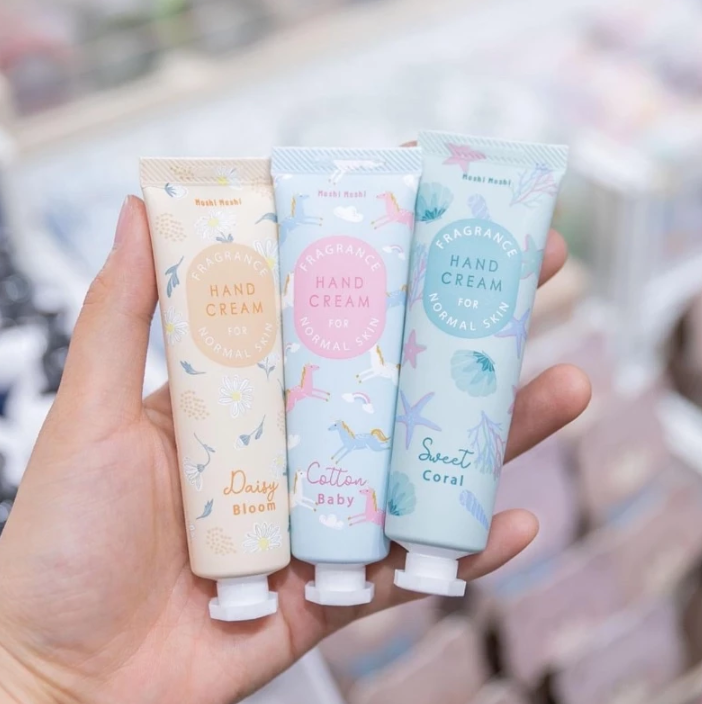 Moshi Moshi
FRAGRANCE
HAND
CREAM
FOR
NORMAL SKIN
Daisy
Bloom
Moshi Moshi
FRAGRANCE
HAND
CREAM
FOR
NORMAL SKIN
Cotton
Baby
Moshi Moshi
FRAGRANCE
HAND
CREAM
FOR
NORMAL SKIN
Sweet
Coral